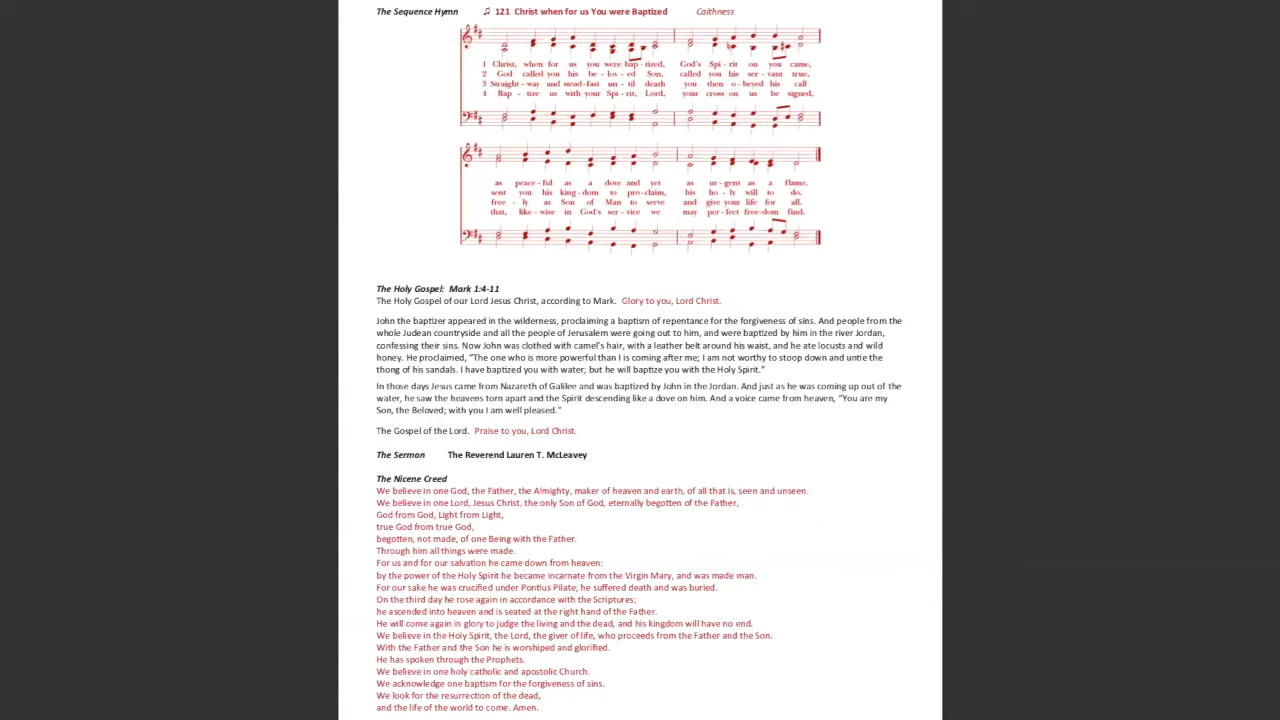 The Sequence Hymn ♫ 121 Christ when for us You were Baptized Caithness
1 Christ, when for us you were bap - tized, God's Spi - rit on you came,
2 God called you his be - lov - ed Son, called you his ser - vant true,
3 Straight - way and stead - fast un - til death you then o - beyed his call
4 Bap - tize us with your Spi - rit, Lord, your cross on us be signed,
as peace - ful as a dove and yet as ur - gent as a flame.
sent you his king - dom to pro - claim, his ho - ly will to do.
free - ly as Son of Man to serve and give your life for all.
that, like - wise in God's ser - vice we may per - fect free - dom find.
The Holy Gospel: Mark 1:4-11
The Holy Gospel of our Lord Jesus Christ, according to Mark. Glory to you, Lord Christ.
John the baptizer appeared in the wilderness, proclaiming a baptism of repentance for the forgiveness of sins. And people from the
whole Judean countryside and all the people of Jerusalem were going out to him, and were baptized by him in the river Jordan,
confessing their sins. Now John was clothed with camel's hair, with a leather belt around his waist, and he ate locusts and wild
honey. He proclaimed, "The one who is more powerful than I is coming after me; I am not worthy to stoop down and untie the
thong of his sandals. I have baptized you with water; but he will baptize you with the Holy Spirit."
In those days Jesus came from Nazareth of Galilee and was baptized by John in the Jordan. And just as he was coming up out of the
water, he saw the heavens torn apart and the Spirit descending like a dove on him. And a voice came from heaven, "You are my
Son, the Beloved; with you I am well pleased."
The Gospel of the Lord. Praise to you, Lord Christ.
The Sermon The Reverend Lauren T. McLeavey
The Nicene Creed
We believe in one God, the Father, the Almighty, maker of heaven and earth, of all that is, seen and unseen.
We believe in one Lord, Jesus Christ, the only Son of God, eternally begotten of the Father,
God from God, Light from Light,
true God from true God,
begotten, not made, of one Being with the Father.
Through him all things were made.
For us and for our salvation he came down from heaven:
by the power of the Holy Spirit he became incarnate from the Virgin Mary, and was made man.
For our sake he was crucified under Pontius Pilate; he suffered death and was buried.
On the third day he rose again in accordance with the Scriptures;
he ascended into heaven and is seated at the right hand of the Father.
He will come again in glory to judge the living and the dead, and his kingdom will have no end.
We believe in the Holy Spirit, the Lord, the giver of life, who proceeds from the Father and the Son.
With the Father and the Son he is worshiped and glorified.
He has spoken through the Prophets.
We believe in one holy catholic and apostolic Church.
We acknowledge one baptism for the forgiveness of sins.
We look for the resurrection of the dead,
and the life of the world to come. Amen.